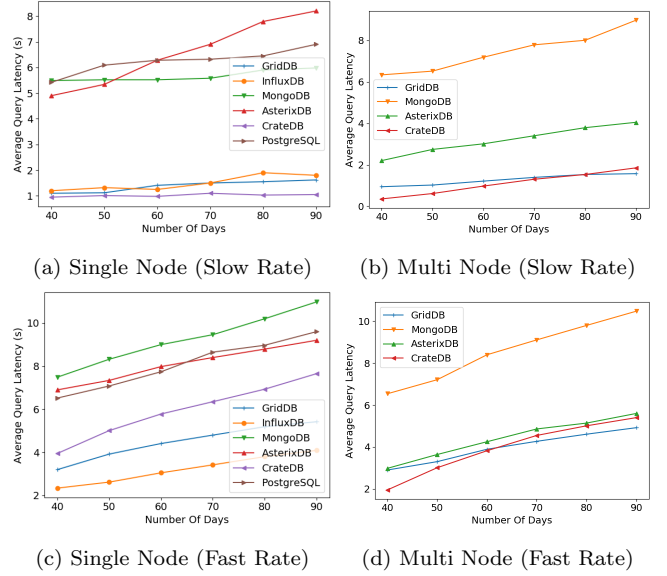 Average Query Latency (s)
8
7
6
5
4
3
2
1
GridDB
InfluxDB
MongoDB
AsterixDB
CrateDB
PostgreSQL
40 50 60 70 80 90
Number Of Days
(a) Single Node (Slow Rate)
Average Query Latency
8
6
4
2
0
GridDB
MongoDB
AsterixDB
CrateDB
40 50 60 70 80 90
Number Of Days
(b) Multi Node (Slow Rate)
Average Query Latency (s)
10
8
6
4
2
GridDB
InfluxDB
MongoDB
AsterixDB
CrateDB
PostgreSQL
40 50 60 70 80 90
Number Of Days
(c) Single Node (Fast Rate)
Average Query Latency
10
8
6
4
2
GridDB
MongoDB
AsterixDB
CrateDB
40 50 60 70 80 90
Number Of Days
(d) Multi Node (Fast Rate)